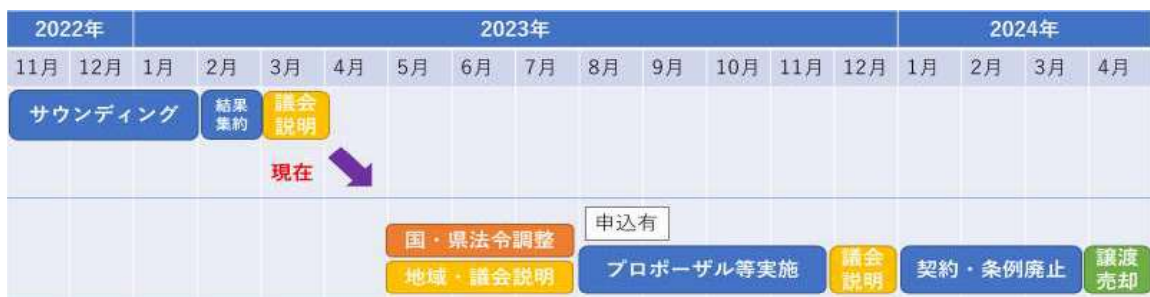 2022年 2023年 2024年
11月 12月 1月 2月 3月 4月 5月 6月 7月 8月 9月 10月 11月 12月 1月 2月 3月 4月
サウンディング
結果
集約
議会
説明
現在
申込有
国・県法令調整
地域・議会説明
プロポーザル等実施
議会
説明
契約・条例廃止
譲渡
売却